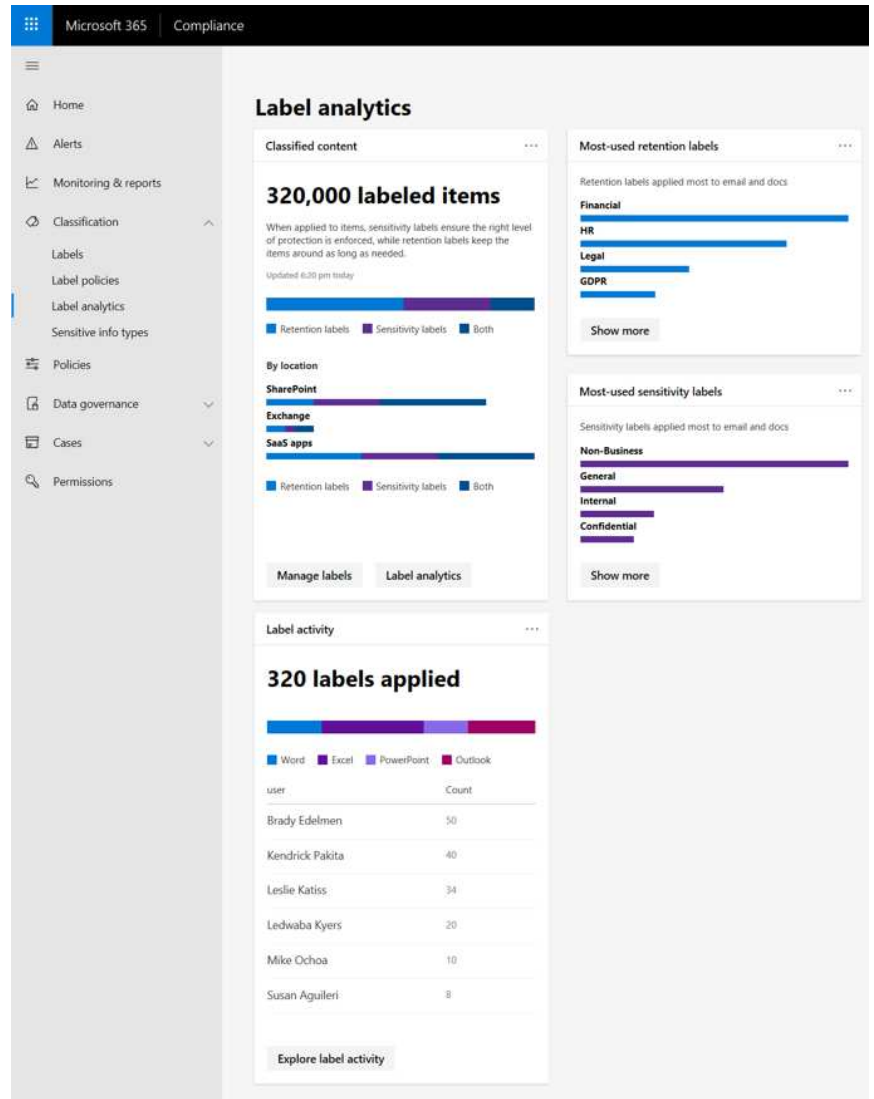 Microsoft 365 Compliance
Home
Alerts
Monitoring & reports
Classification
Labels
Label policies
Label analytics
Sensitive info types
Policies
Data governance
Cases
Permissions
Label analytics
Classified content
320,000 labeled items
When applied to items, sensitivity labels ensure the right level
of protection is enforced, while retention labels keep the
items around as long as needed.
Updated 6:20 pm today
Retention labels Sensitivity labels Both
By location
SharePoint
Exchange
SaaS apps
Retention labels Sensitivity labels Both
Manage labels Label analytics
Most-used retention labels
Retention labels applied most to email and docs
Financial
HR
Legal
GDPR
Show more
Most-used sensitivity labels
Sensitivity labels applied most to email and docs
Non-Business
General
Internal
Confidential
Show more
Label activity
320 labels applied
Word Excel PowerPoint Outlook
user Count
Brady Edelmen 50
Kendrick Pakita 40
Leslie Katiss 34
Ledwaba Kyers 20
Mike Ochoa 10
Susan Aguileri 8
Explore label activity